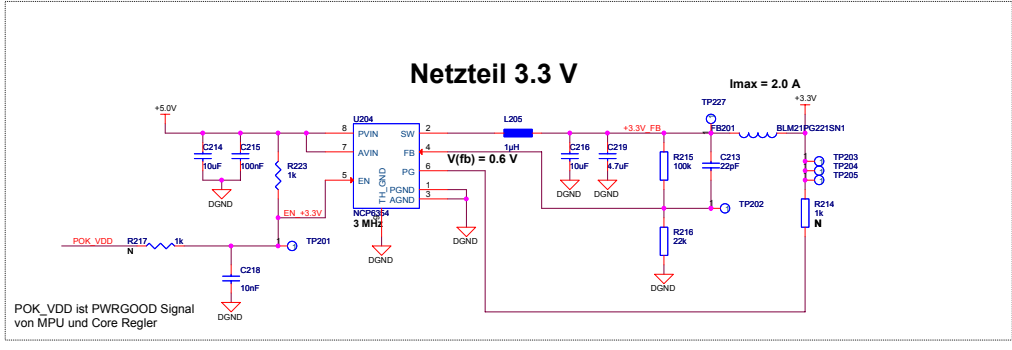 Netzteil 3.3 V
Imax = 2.0 A
+5.0V
U204
L205
TP227
+3.3V
8 PVIN SW 2
+3.3V_FB
FB201 BLM21PG221SN1
C214
10uF
C215
100nF
R223
1k
7 AVIN FB 4
1µH
V(fb) = 0.6 V
C216
10uF
C219
4.7uF
R215
100k
C213
22pF
1
TP203
TP204
TP205
5 EN PG 6
TH_GND
PGND 1
AGND 3
DGND
EN_+3.3V
NCP6354
3 MHz
DGND
DGND
DGND
1
TP202
R214
1k
N
POK_VDD
R217
N
1k
1
TP201
DGND
DGND
R216
22k
DGND
C218
10nF
DGND
POK_VDD ist PWRGOOD Signal
von MPU und Core Regler